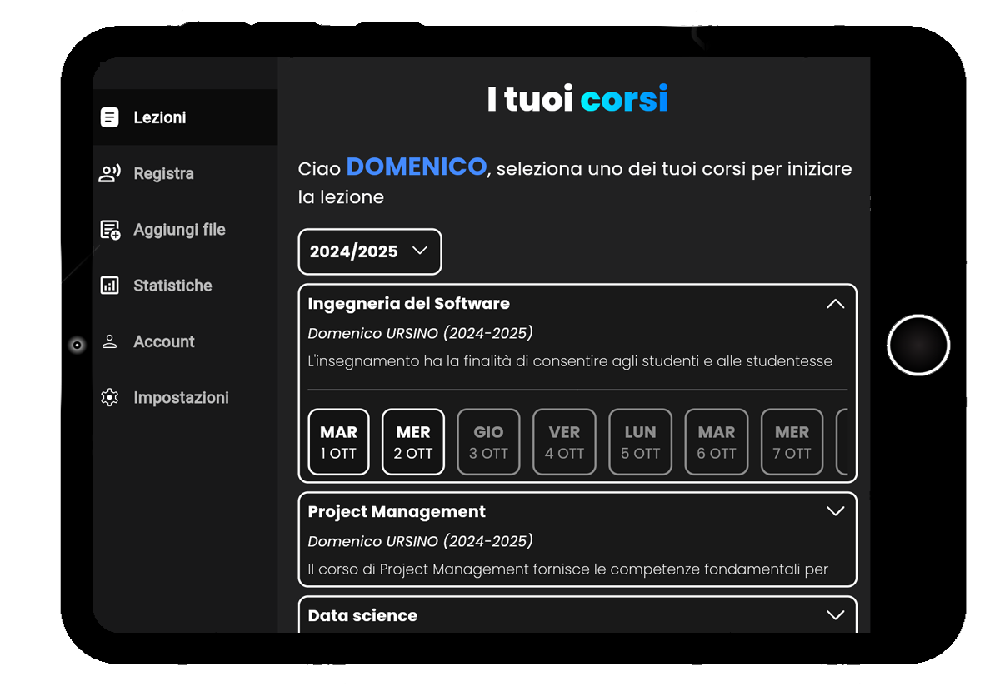 I tuoi corsi
Lezioni
Registra
Aggiungi file
Statistiche
Account
Impostazioni
Ciao DOMENICO, seleziona uno dei tuoi corsi per iniziare
la lezione
2024/2025
Ingegneria del Software
Domenico URSINO (2024-2025)
L'insegnamento ha la finalità di consentire agli studenti e alle studentesse
MAR MER GIO VER LUN MAR MER
1 OTT 2 OTT 3 OTT 4 OTT 5 OTT 6 OTT 7 OTT
Project Management
Domenico URSINO (2024-2025)
Il corso di Project Management fornisce le competenze fondamentali per
Data science